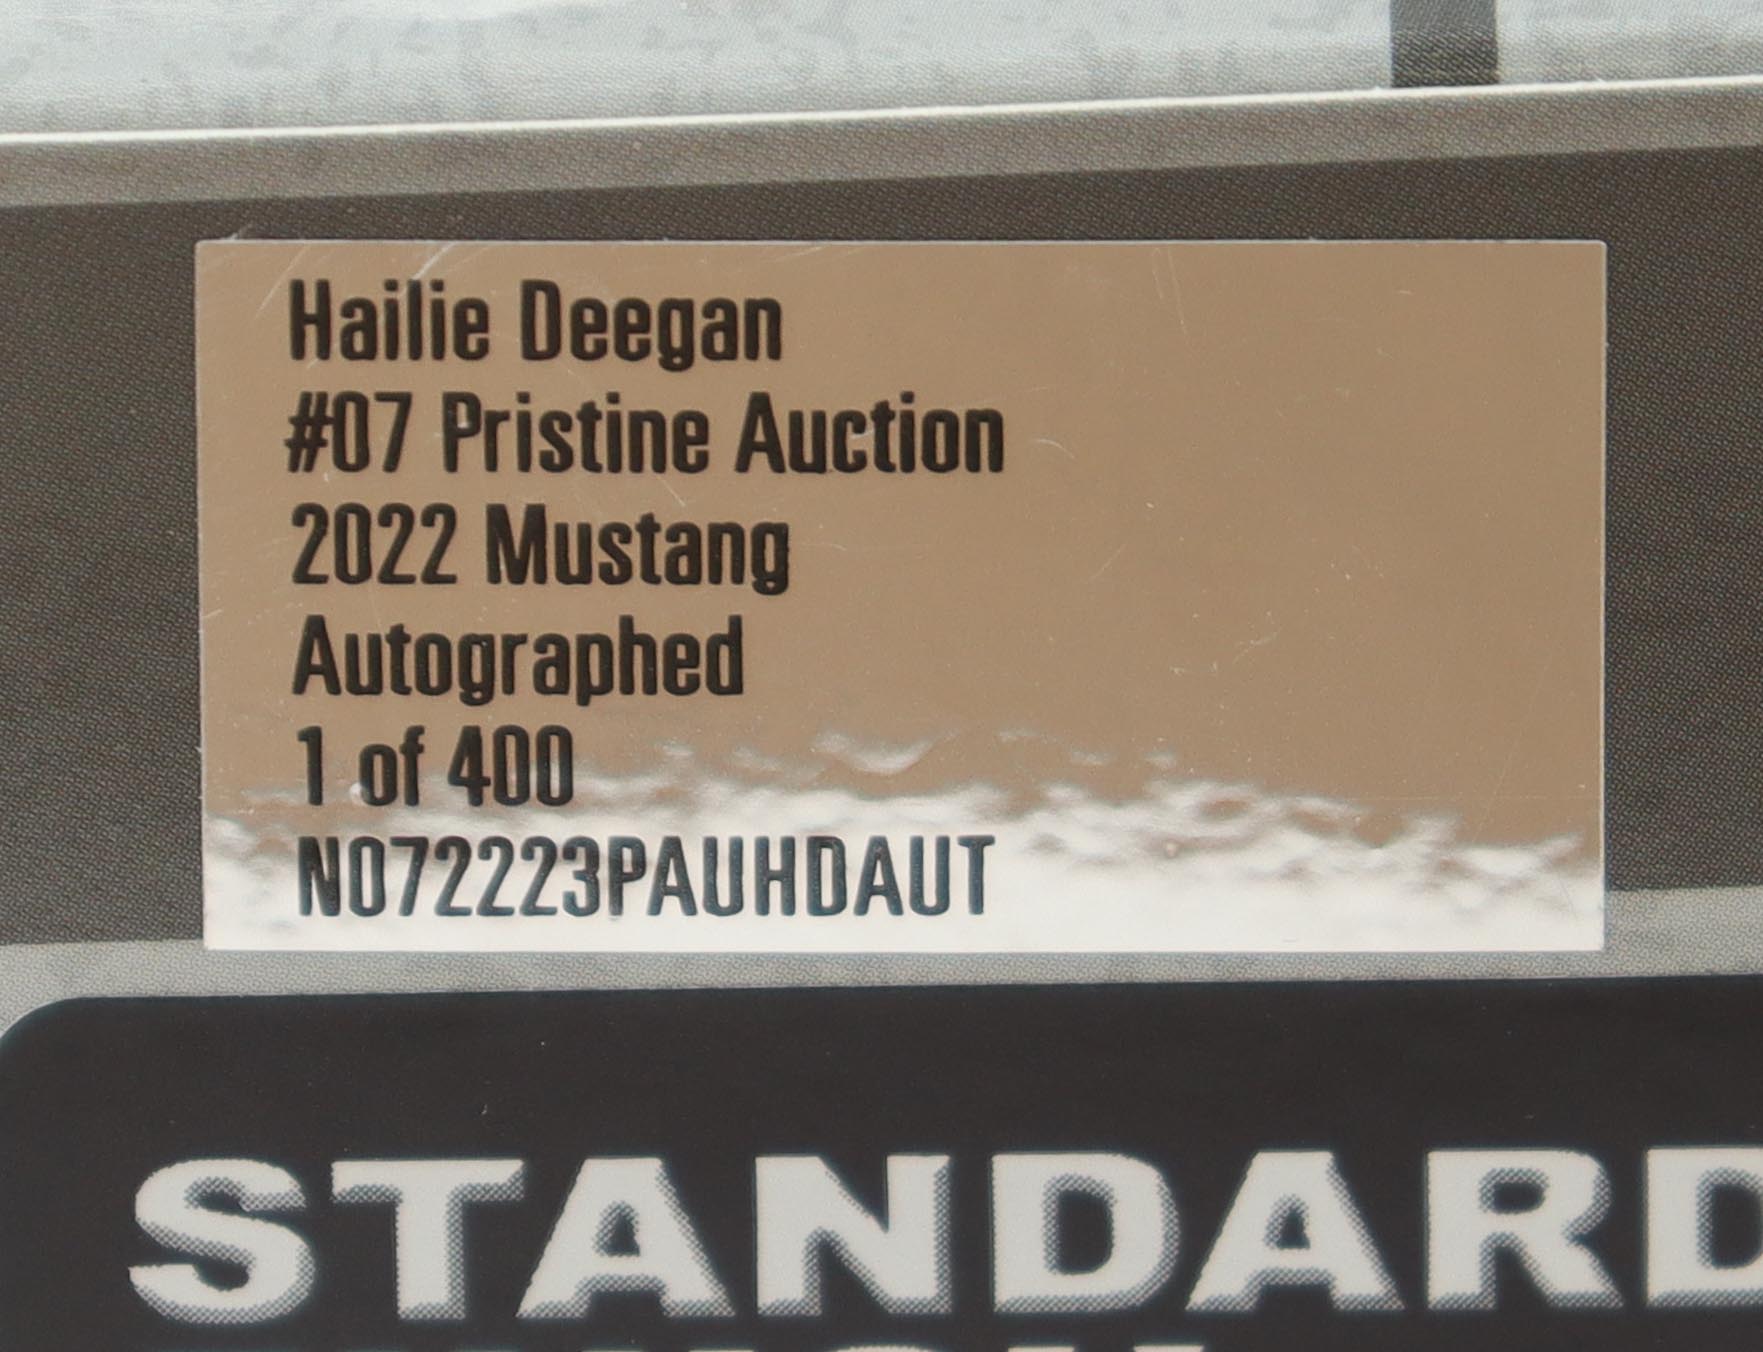 Hailie Deegan
#07 Pristine Auction
2022 Mustang
Autographed
1 of 400
N072223PAUHDAUT
STANDARD